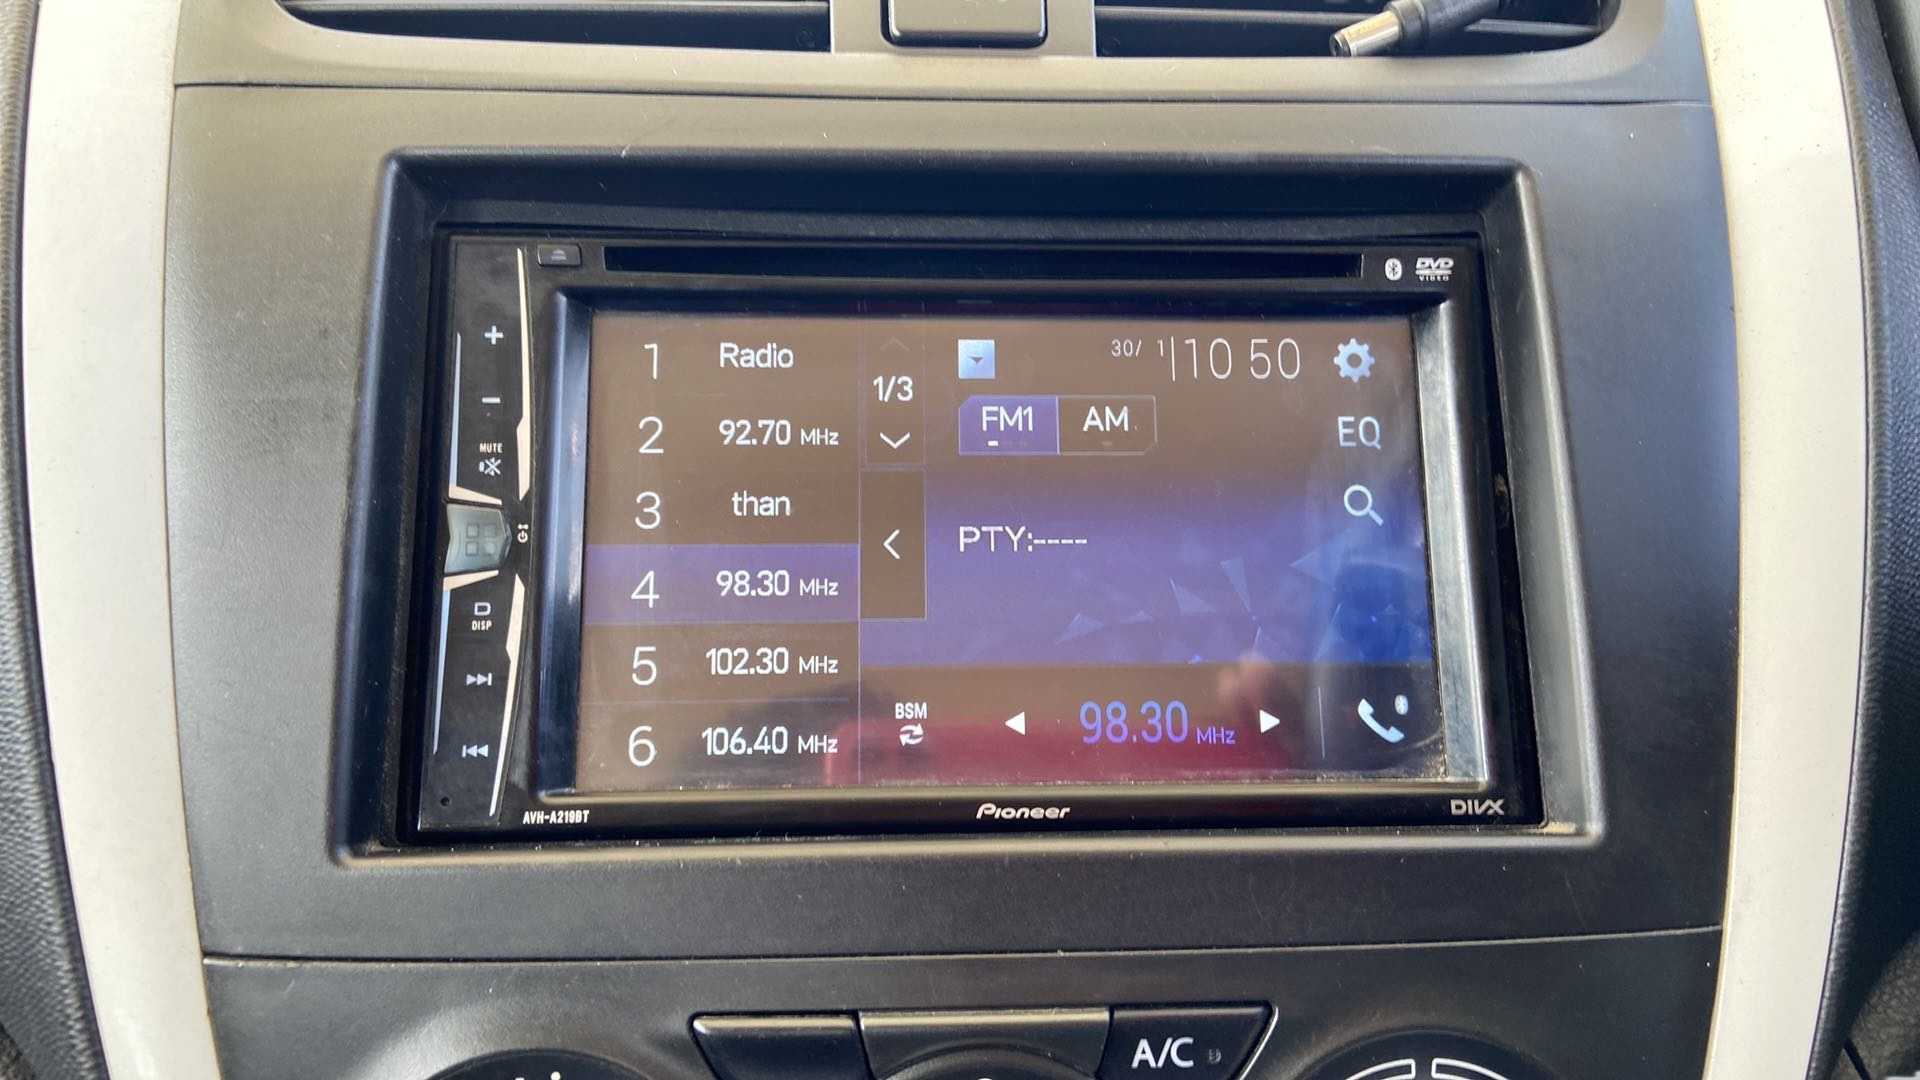 DVD
VIDEO
MUTE
DISP
1 Radio
2 92.70 MHz
3 than
4 98.30 MHz
5 102.30 MHz
6 106.40 MHz
1/3
30/ 1 10 50
FM1 AM
EQ
PTY:----
BSM
98.30 MHz
AVH-A219BT
Pioneer
DIVX
A/C